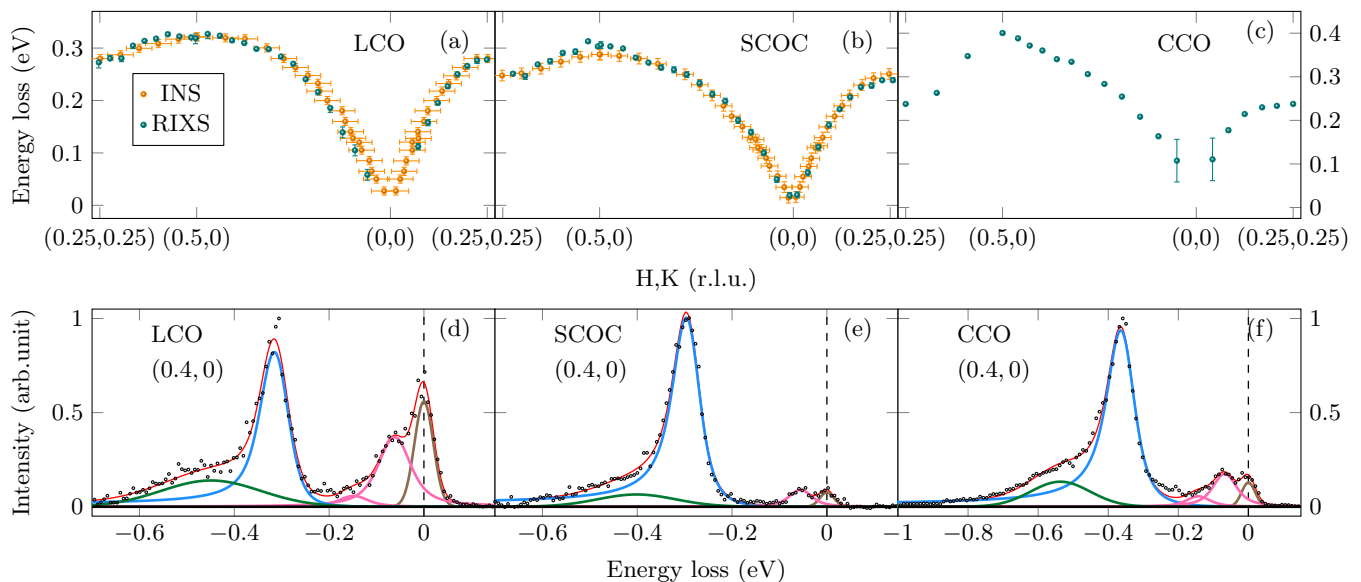 Energy loss (eV)
0.3
0.2
0.1
0
LCO
(a)
INS
RIXS
SCOC
(b)
CCO
(c)
0.4
0.3
0.2
0.1
0
(0.25,0.25)
(0.5,0)
(0,0)
(0.25,0.25)
(0.5,0)
(0,0)
(0.25,0.25)
(0.5,0)
(0,0)
(0.25,0.25)
H,K (r.l.u.)
Intensity (arb.unit)
1
0.5
0
LCO
(0.4, 0)
(d)
SCOC
(0.4, 0)
(e)
CCO
(0.4, 0)
(f)
1
0.5
0
−0.6
−0.4
−0.2
0
−0.6
−0.4
−0.2
0
−1
−0.8
−0.6
−0.4
−0.2
0
Energy loss (eV)